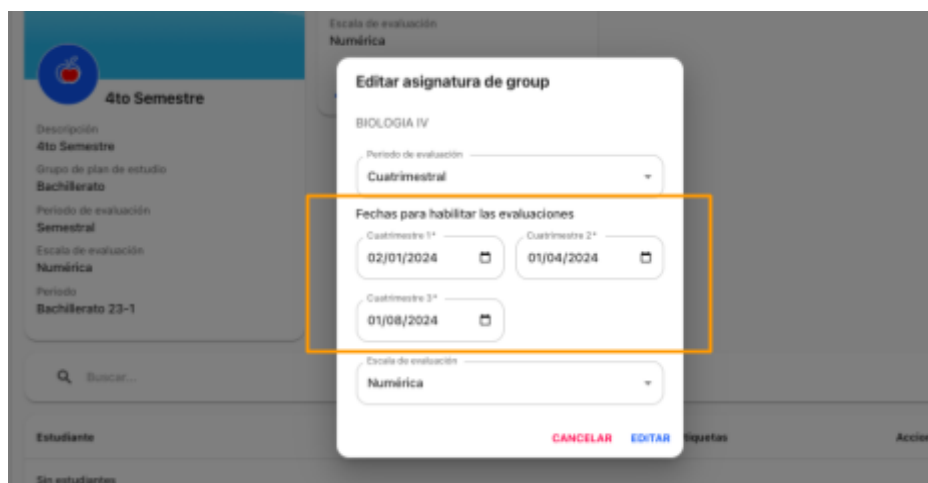 Escala de evaluación
Numérica
4to Semestre
Descripción
4to Semestre
Grupo de plan de estudio
Bachillerato
Periodo de evaluación
Semestral
Escala de evaluación
Numérica
Periodo
Bachillerato 23-1
Editar asignatura de group
BIOLOGIA IV
Periodo de evaluación
Cuatrimestral
Fechas para habilitar las evaluaciones
Cuatrimestre 1*
Cuatrimestre 2*
02/01/2024
01/04/2024
Cuatrimestre 3*
01/08/2024
Escala de evaluación
Numérica
CANCELAR EDITAR
Buscar...
Estudiante
tiquetas
Accion
Sin estudiantes